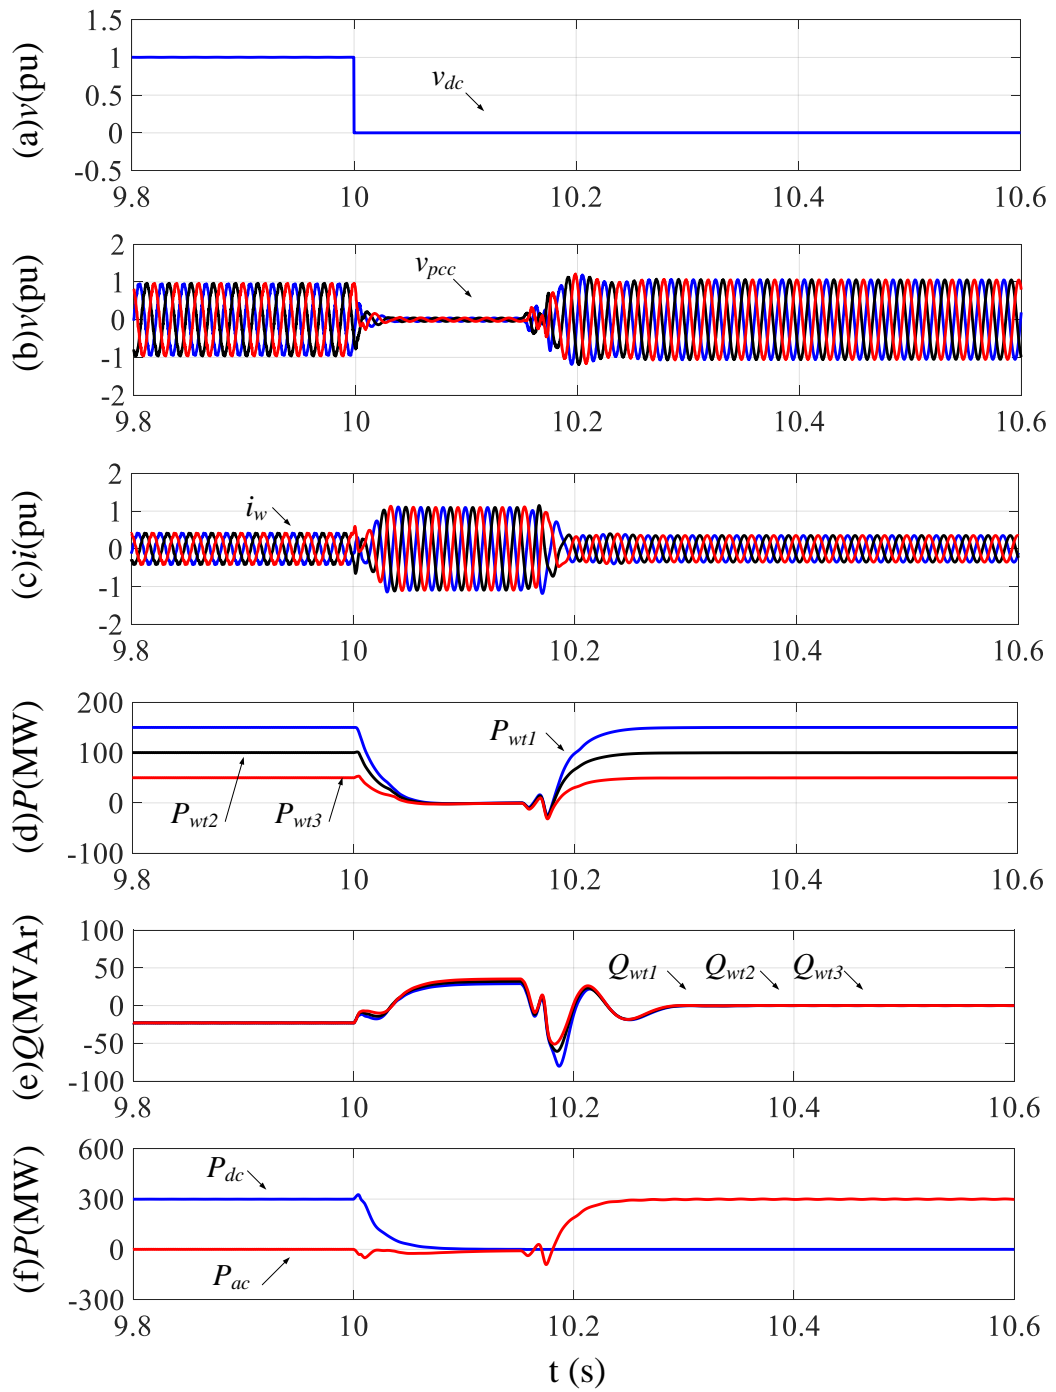 (a)v(pu)
1.5
1
0.5
0
-0.5
v_dc
9.8 10 10.2 10.4 10.6
(b)v(pu)
2
1
0
-1
-2
v_pcc
9.8 10 10.2 10.4 10.6
(c)i(pu)
2
1
0
-1
-2
i_w
9.8 10 10.2 10.4 10.6
(d)P(MW)
200
100
0
-100
P_wt1
P_wt2 P_wt3
9.8 10 10.2 10.4 10.6
(e)Q(MVAr)
100
50
0
-50
-100
Q_wt1 Q_wt2 Q_wt3
9.8 10 10.2 10.4 10.6
(f)P(MW)
600
300
0
-300
P_dc
P_ac
9.8 10 10.2 10.4 10.6
t (s)